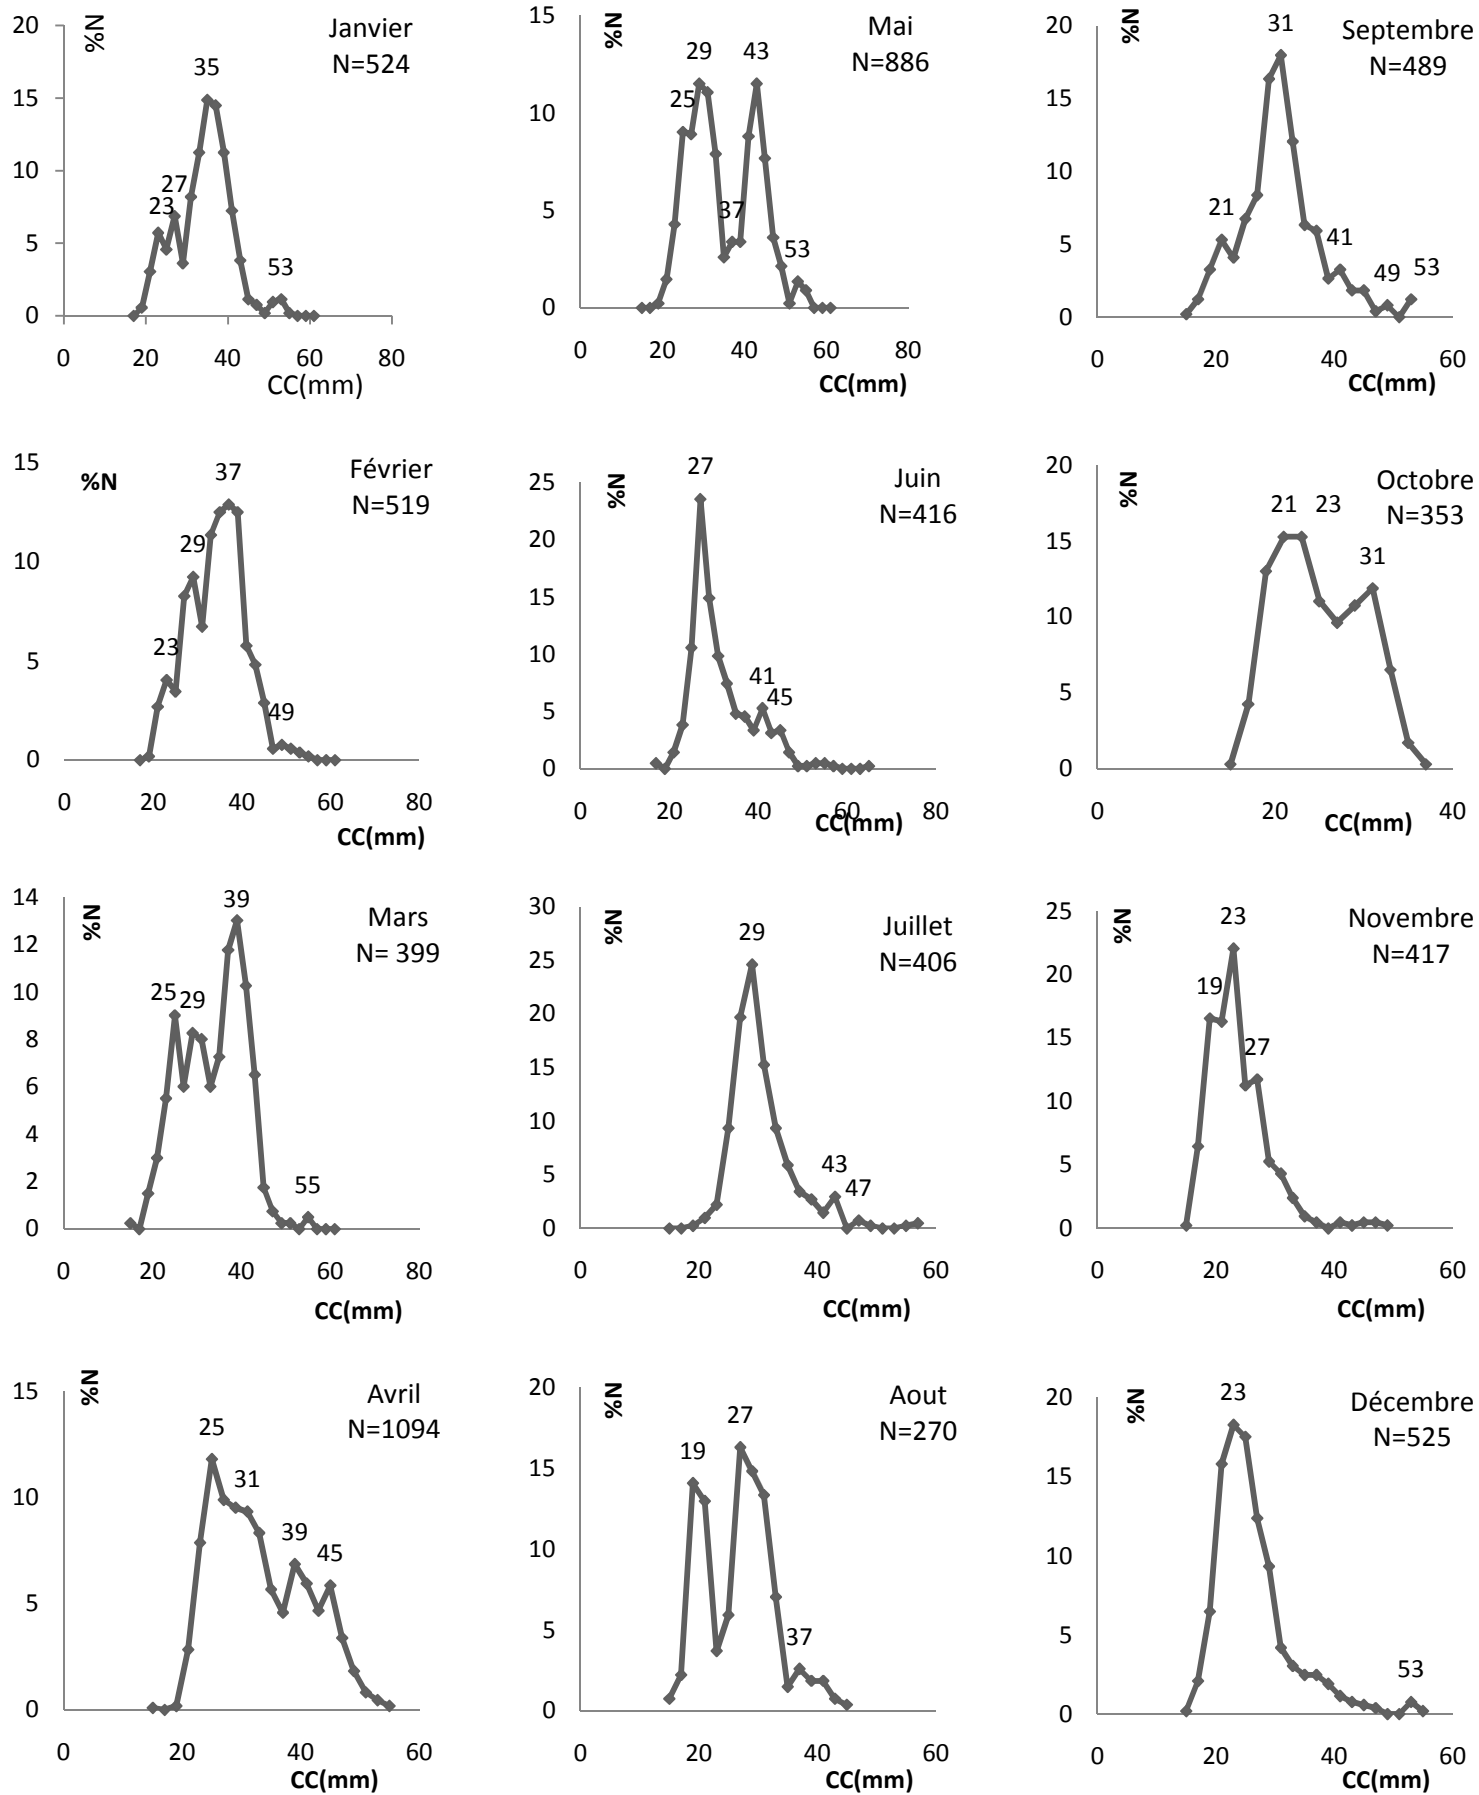 %N
Janvier
N=524
20
15
10
5
0
23
27
35
53
0 20 40 60 80
CC(mm)
%N
Mai
N=886
15
10
5
0
25
29
37
43
53
0 20 40 60 80
CC(mm)
%N
Septembre
N=489
20
15
10
5
0
21
31
41
49
53
0 20 40 60
CC(mm)
%N
Février
N=519
15
10
5
0
23
29
37
49
0 20 40 60 80
CC(mm)
%N
Juin
N=416
25
20
15
10
5
0
27
41
45
0 20 40 60 80
CC(mm)
%N
Octobre
N=353
20
15
10
5
0
21
23
31
0 20 40
CC(mm)
%N
Mars
N= 399
14
12
10
8
6
4
2
0
25
29
39
55
0 20 40 60 80
CC(mm)
%N
Juillet
N=406
30
25
20
15
10
5
0
29
43
47
0 20 40 60
CC(mm)
%N
Novembre
N=417
25
20
15
10
5
0
19
23
27
0 20 40 60
CC(mm)
%N
Avril
N=1094
15
10
5
0
25
31
39
45
0 20 40 60
CC(mm)
%N
Aout
N=270
20
15
10
5
0
19
27
37
0 20 40 60
CC(mm)
%N
Décembre
N=525
20
15
10
5
0
23
53
0 20 40 60
CC(mm)